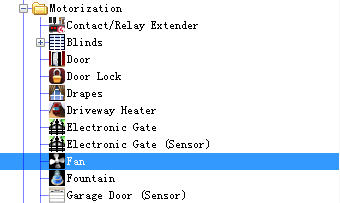 Motorization
Contact/Relay Extender
Blinds
Door
Door Lock
Drapes
Driveway Heater
Electronic Gate
Electronic Gate (Sensor)
Fan
Fountain
Garage Door (Sensor)